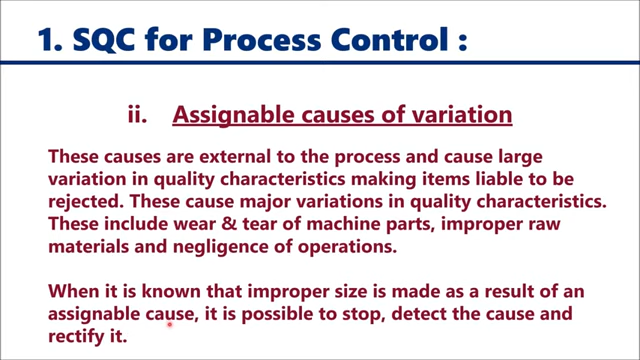 1. SQC for Process Control :
ii. Assignable causes of variation
These causes are external to the process and cause large
variation in quality characteristics making items liable to be
rejected. These cause major variations in quality characteristics.
These include wear & tear of machine parts, improper raw
materials and negligence of operations.
When it is known that improper size is made as a result of an
assignable cause, it is possible to stop, detect the cause and
rectify it.